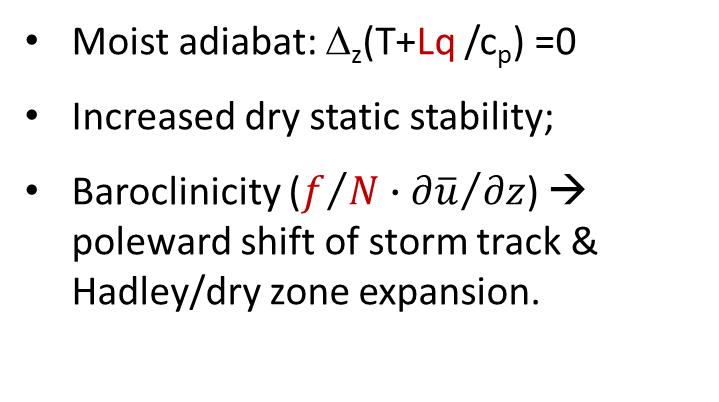 • Moist adiabat: Δz(T+Lq /cp) =0
• Increased dry static stability;
• Baroclinicity (f/N · ∂ū/∂z) →
poleward shift of storm track &
Hadley/dry zone expansion.